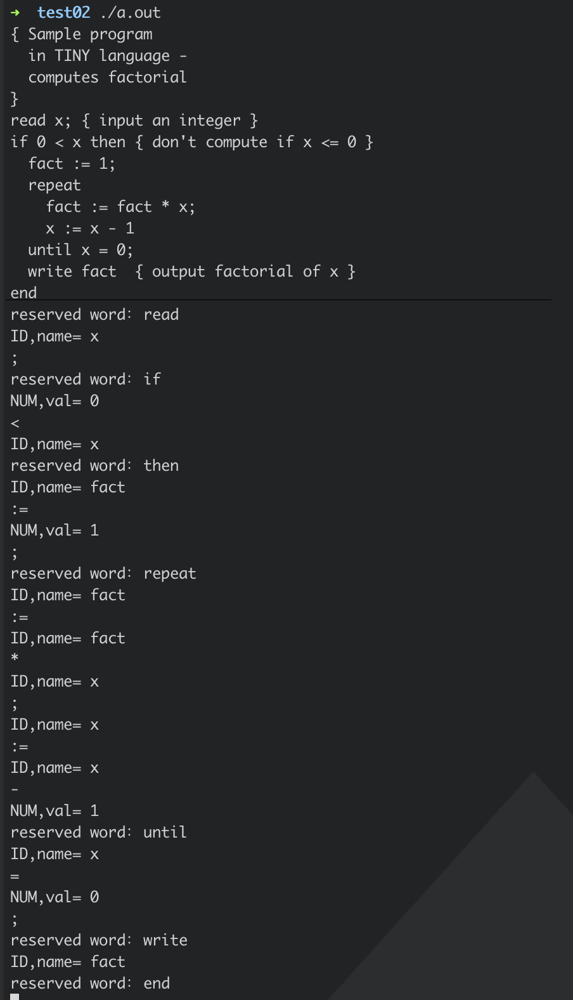 ➜  test02 ./a.out
{ Sample program
  in TINY language -
  computes factorial
}
read x; { input an integer }
if 0 < x then { don't compute if x <= 0 }
  fact := 1;
  repeat
    fact := fact * x;
    x := x - 1
  until x = 0;
  write fact  { output factorial of x }
end
reserved word: read
ID,name= x
;
reserved word: if
NUM,val= 0
<
ID,name= x
reserved word: then
ID,name= fact
:=
NUM,val= 1
;
reserved word: repeat
ID,name= fact
:=
ID,name= fact
*
ID,name= x
;
ID,name= x
:=
ID,name= x
-
NUM,val= 1
reserved word: until
ID,name= x
=
NUM,val= 0
;
reserved word: write
ID,name= fact
reserved word: end